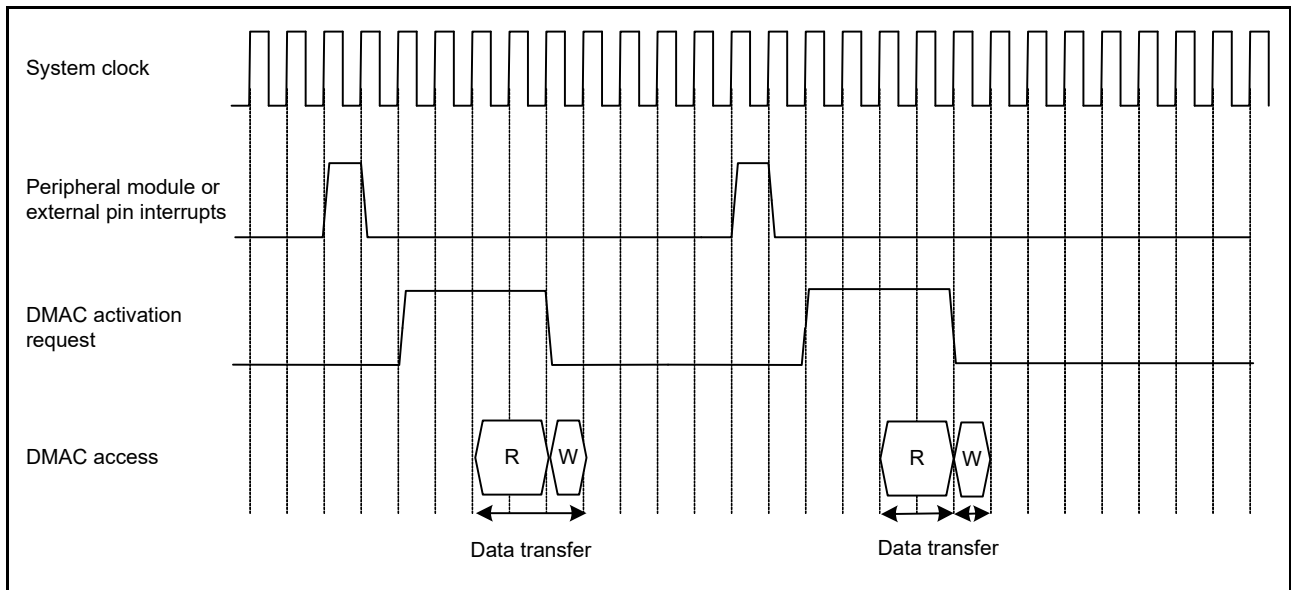 System clock
Peripheral module or
external pin interrupts
DMAC activation
request
DMAC access
R
W
R
W
Data transfer
Data transfer